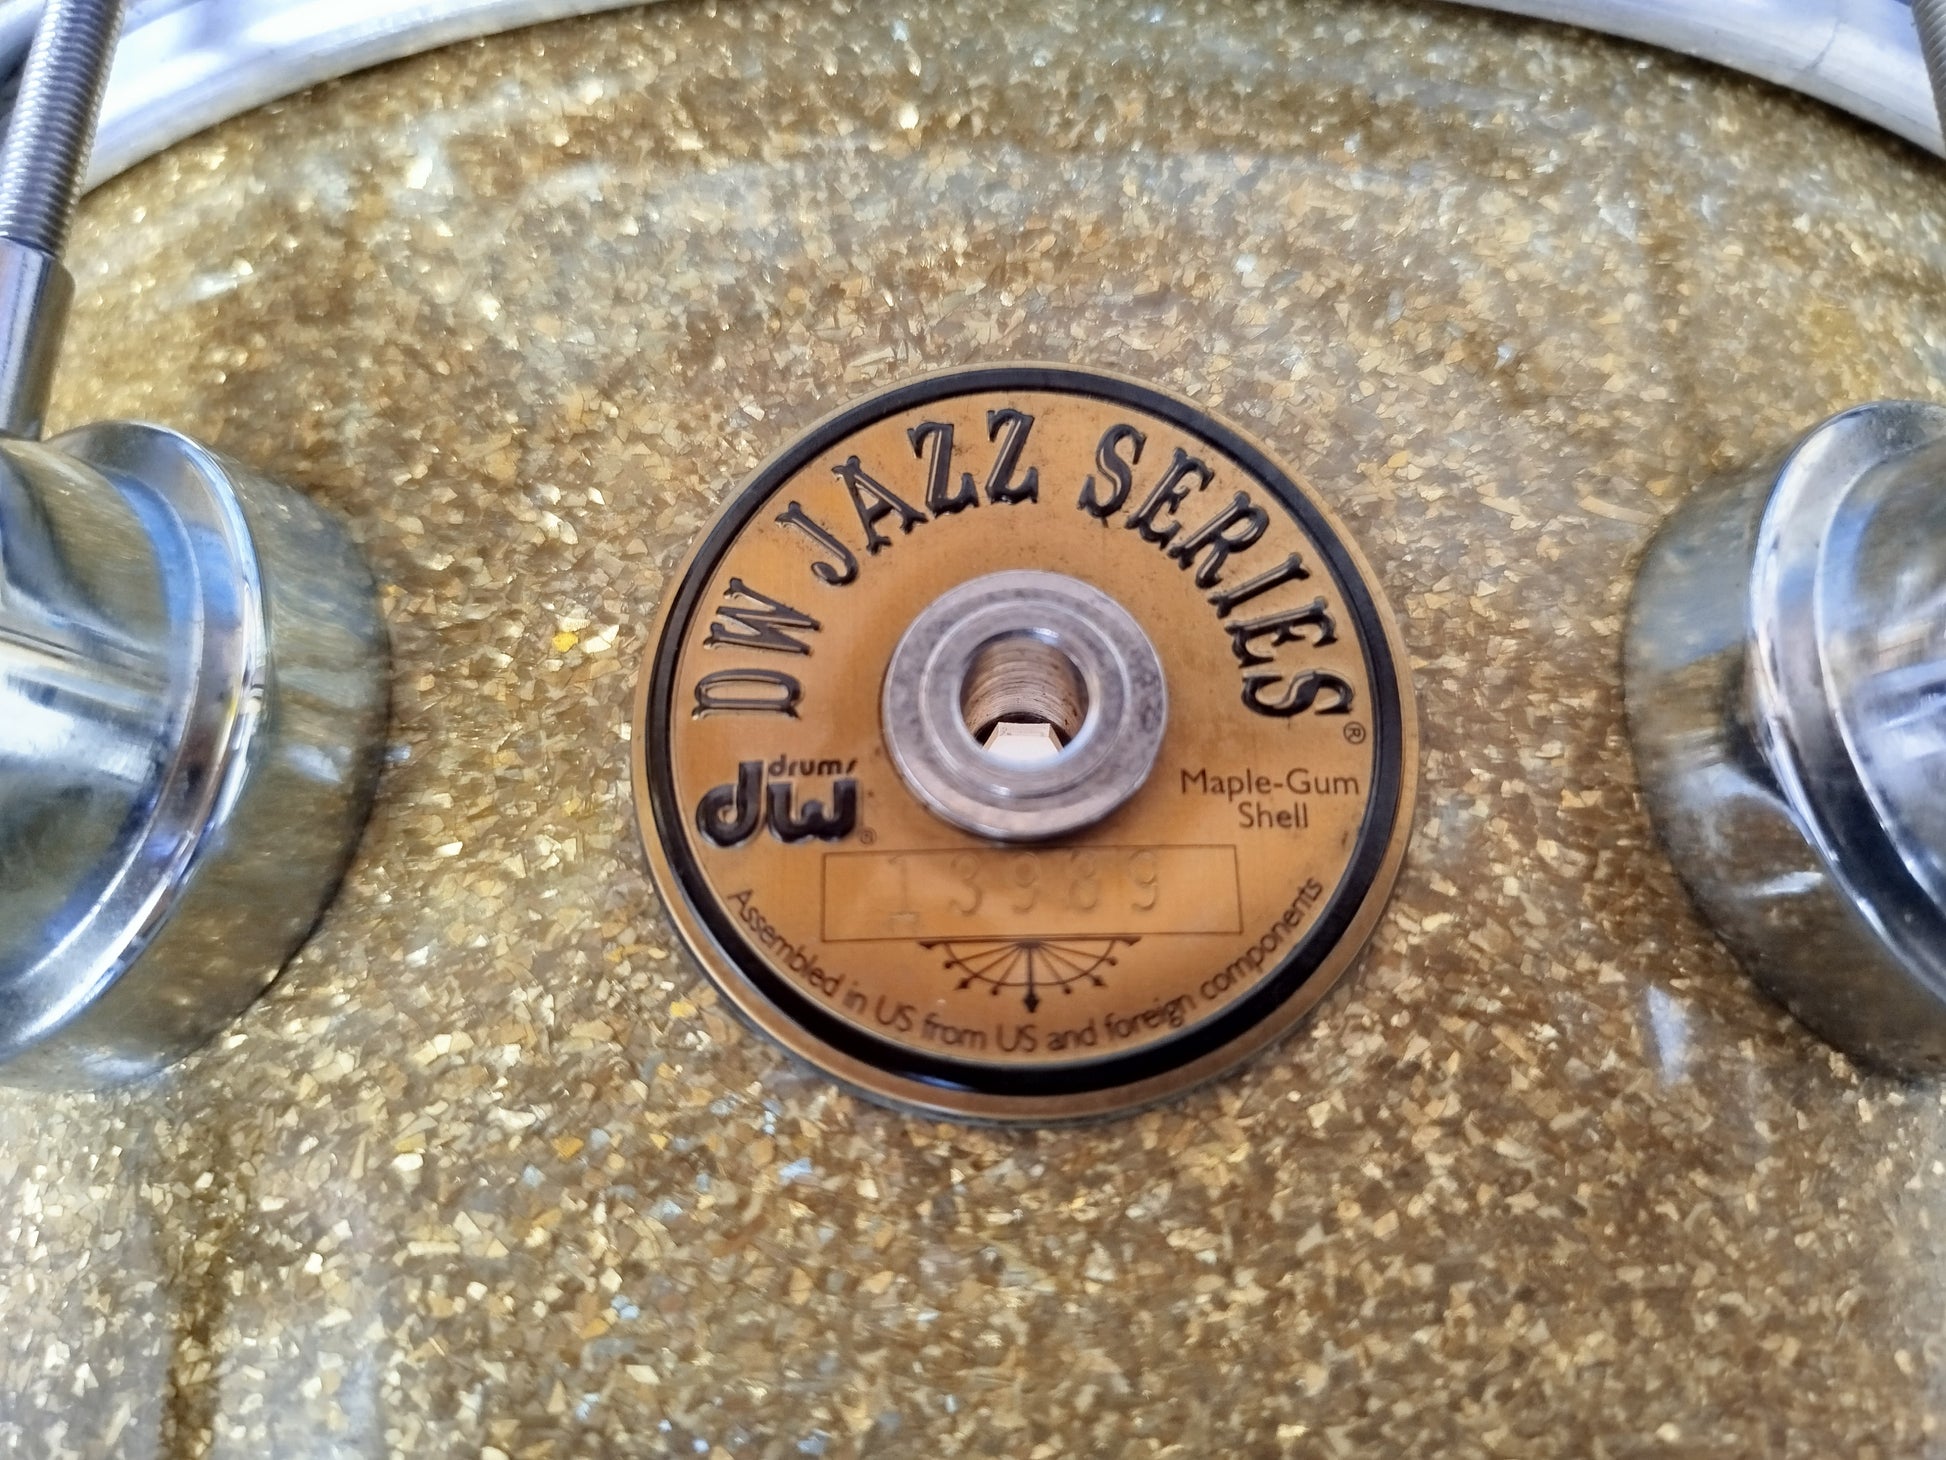 DW JAZZ SERIES®
drums
dw®
Maple-Gum
Shell
13989
Assembled in US from US and foreign components